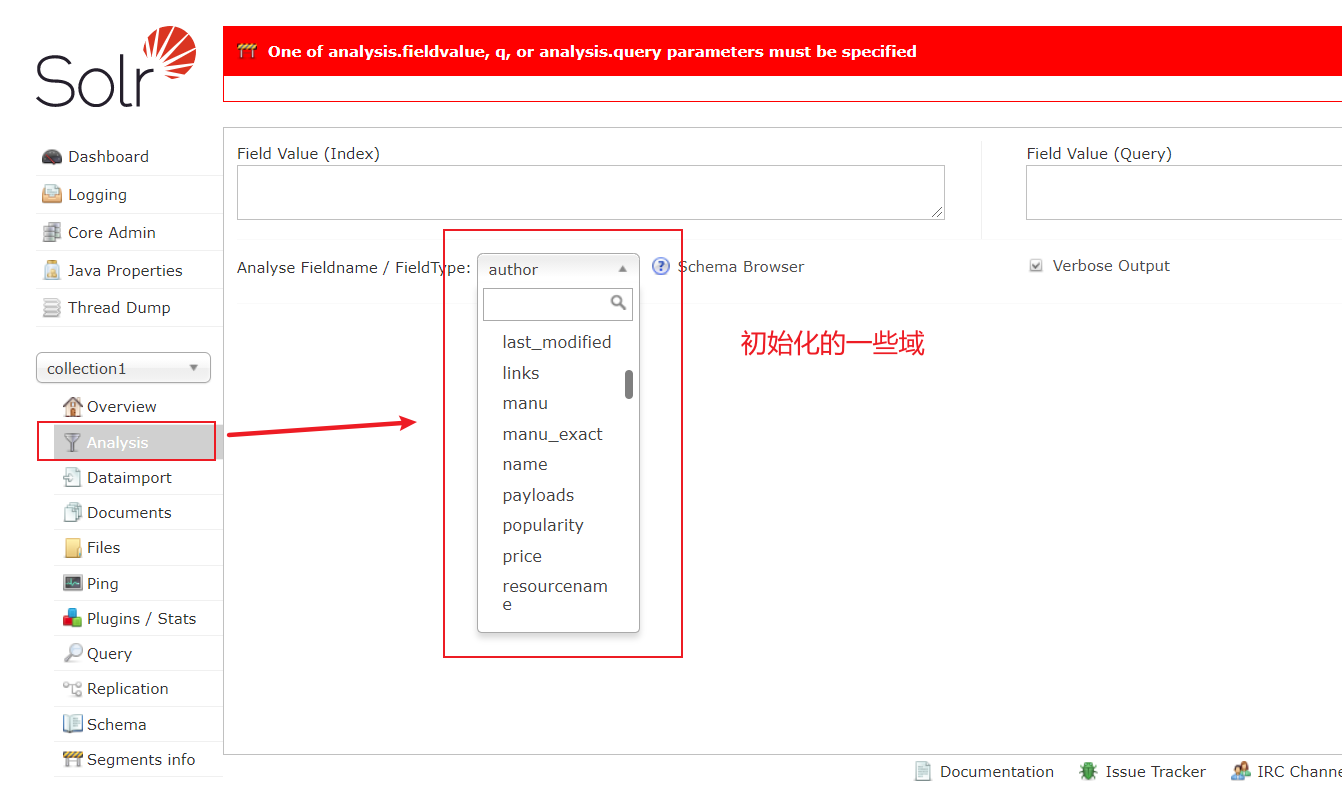 Solr
One of analysis.fieldvalue, q, or analysis.query parameters must be specified
Dashboard
Logging
Core Admin
Java Properties
Thread Dump
collection1
Overview
Analysis
Dataimport
Documents
Files
Ping
Plugins / Stats
Query
Replication
Schema
Segments info
Field Value (Index)
Field Value (Query)
Analyse Fieldname / FieldType:
author
? Schema Browser
Verbose Output
last_modified
links
manu
manu_exact
name
payloads
popularity
price
resourcenam
e
初始化的一些域
Documentation
Issue Tracker
IRC Channe